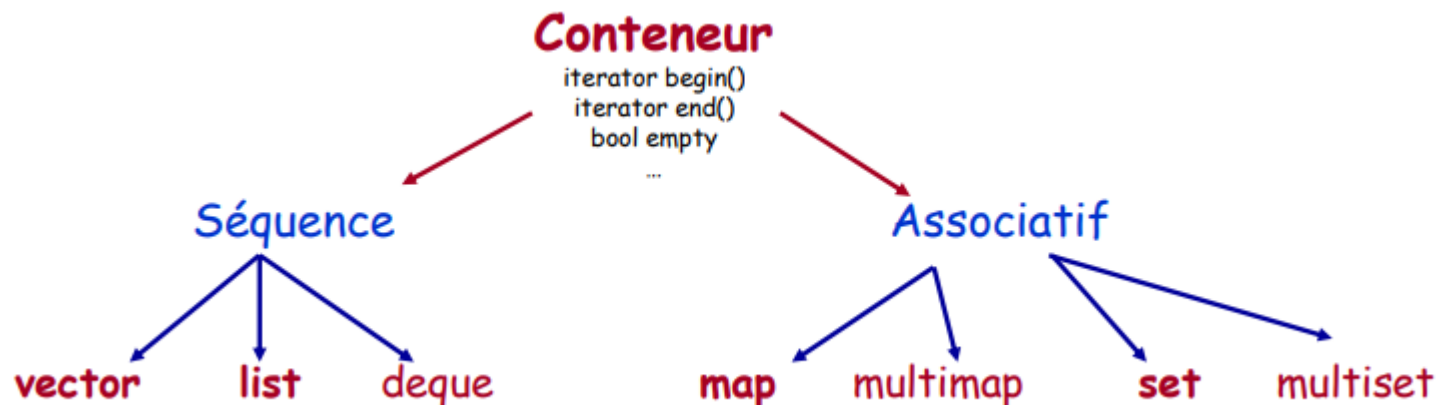 Conteneur
iterator begin()
iterator end()
bool empty
...
Séquence
Associatif
vector
list
deque
map
multimap
set
multiset